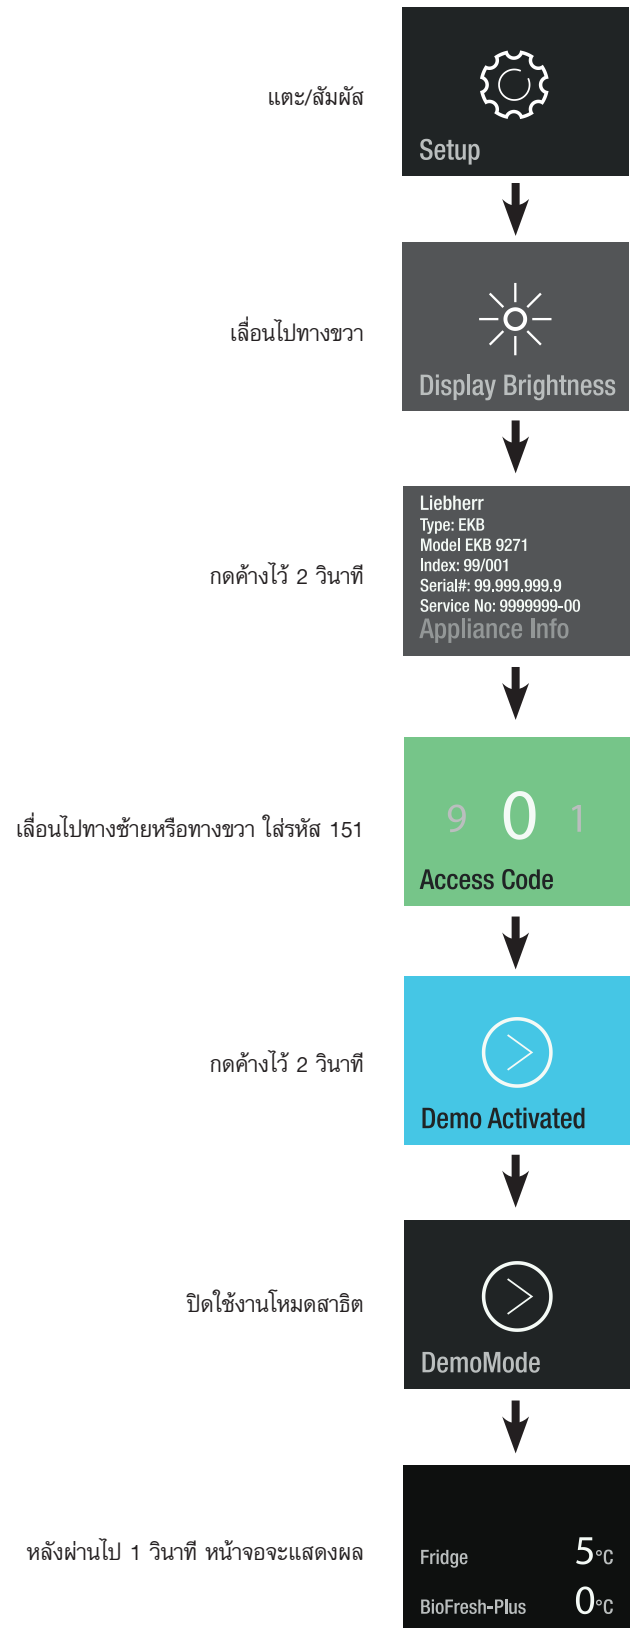 แตะ/สัมผัส
Setup
เลื่อนไปทางขวา
Display Brightness
กดค้างไว้ 2 วินาที
Liebherr
Type: EKB
Model EKB 9271
Index: 99/001
Serial#: 99.999.999.9
Service No: 9999999-00
Appliance Info
เลื่อนไปทางซ้ายหรือทางขวา ใส่รหัส 151
9 0 1
Access Code
กดค้างไว้ 2 วินาที
Demo Activated
ปิดใช้งานโหมดสาธิต
DemoMode
หลังผ่านไป 1 วินาที หน้าจอจะแสดงผล
Fridge 5°C
BioFresh-Plus 0°C